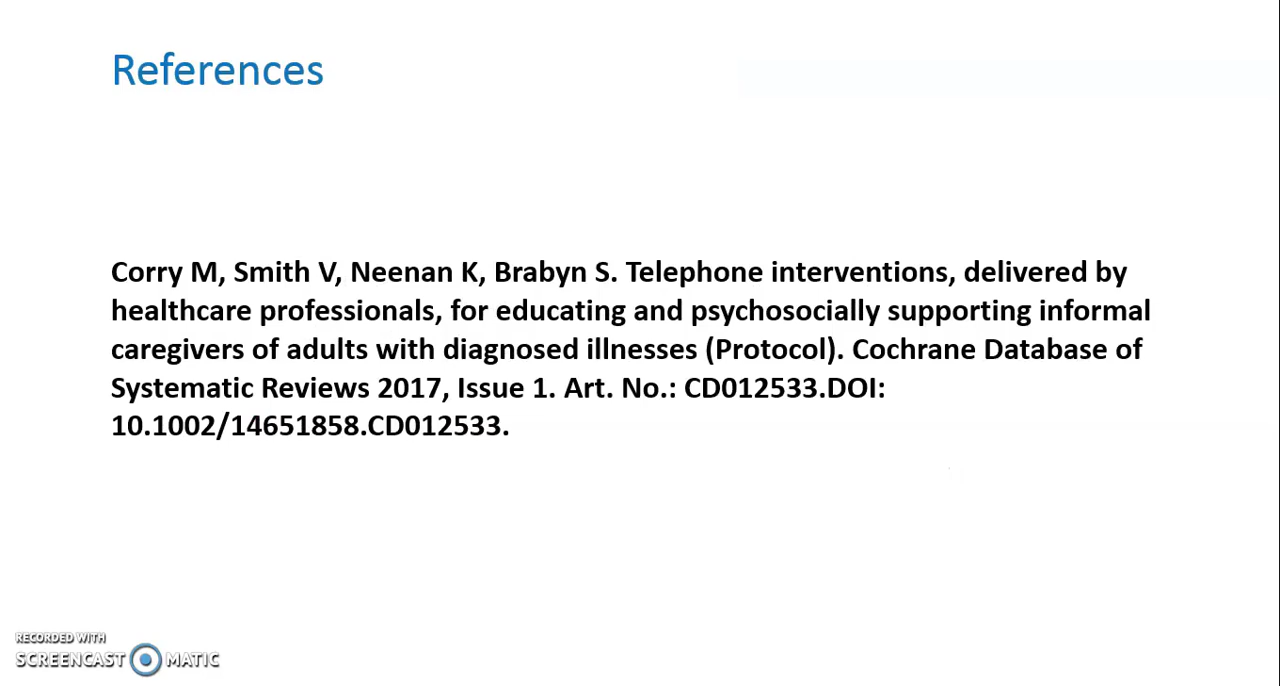 References
Corry M, Smith V, Neenan K, Brabyn S. Telephone interventions, delivered by
healthcare professionals, for educating and psychosocially supporting informal
caregivers of adults with diagnosed illnesses (Protocol). Cochrane Database of
Systematic Reviews 2017, Issue 1. Art. No.: CD012533.DOI:
10.1002/14651858.CD012533.
RECORDED WITH
SCREENCAST MATIC